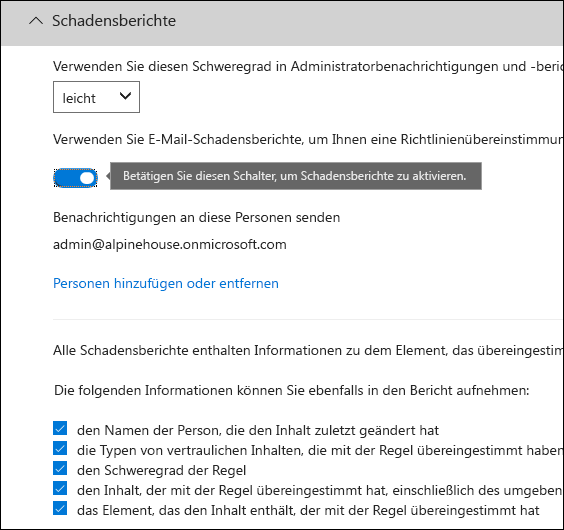 Schadensberichte
Verwenden Sie diesen Schweregrad in Administratorbenachrichtigungen und -beri
leicht
Verwenden Sie E-Mail-Schadensberichte, um Ihnen eine Richtlinienübereinstimmun
Betätigen Sie diesen Schalter, um Schadensberichte zu aktivieren.
Benachrichtigungen an diese Personen senden
admin@alpinehouse.onmicrosoft.com
Personen hinzufügen oder entfernen
Alle Schadensberichte enthalten Informationen zu dem Element, das übereingestim
Die folgenden Informationen können Sie ebenfalls in den Bericht aufnehmen:
den Namen der Person, die den Inhalt zuletzt geändert hat
die Typen von vertraulichen Inhalten, die mit der Regel übereingestimmt haben
den Schweregrad der Regel
den Inhalt, der mit der Regel übereingestimmt hat, einschließlich des umgeben
das Element, das den Inhalt enthält, der mit der Regel übereingestimmt hat